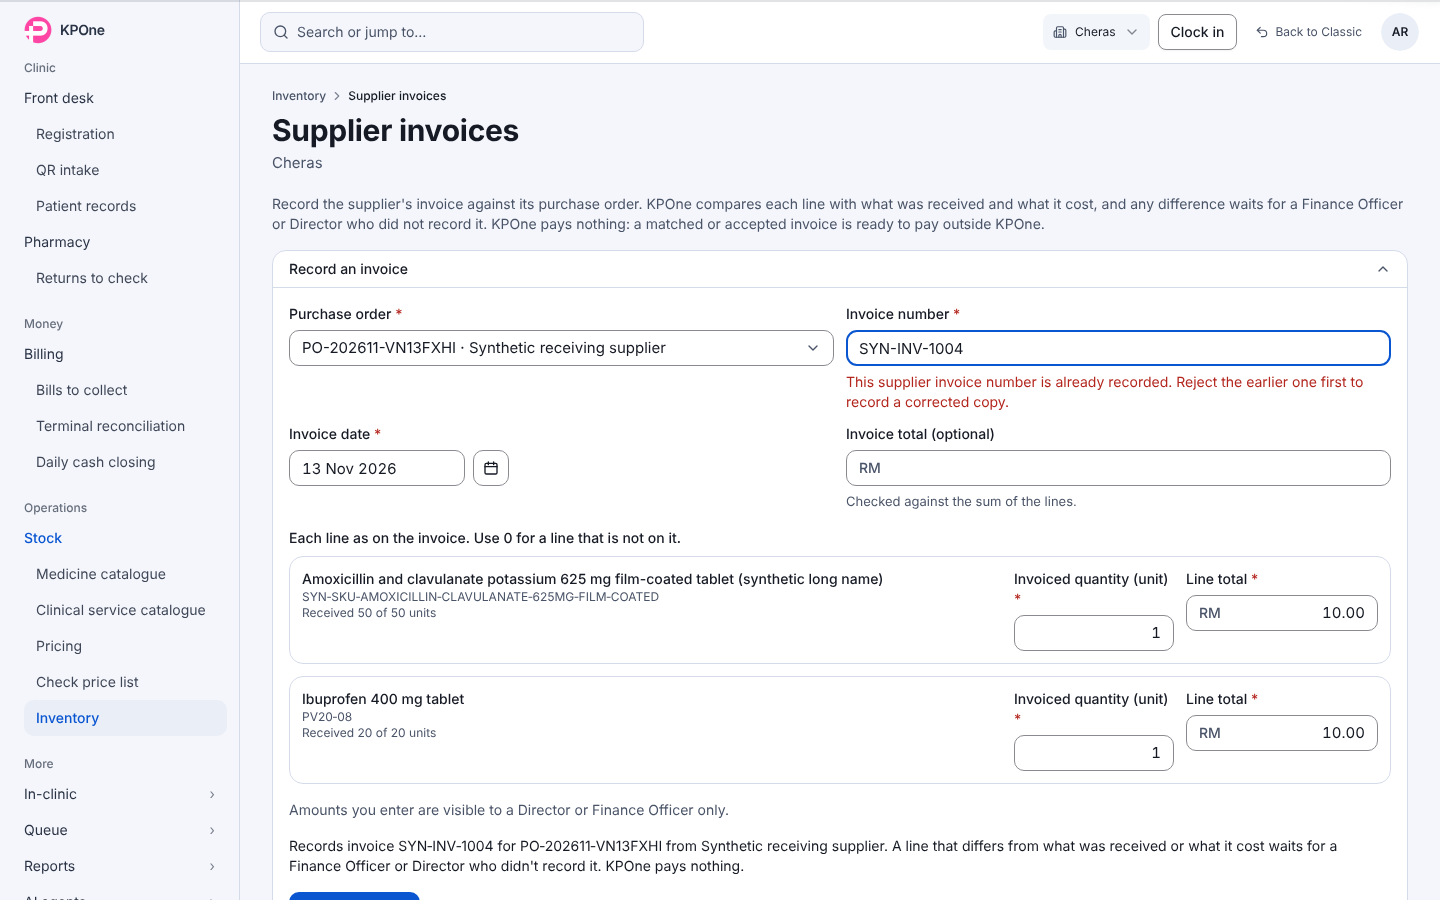 KPOne
Clinic
Front desk
Registration
QR intake
Patient records
Pharmacy
Returns to check
Money
Billing
Bills to collect
Terminal reconciliation
Daily cash closing
Operations
Stock
Medicine catalogue
Clinical service catalogue
Pricing
Check price list
Inventory
More
In-clinic
Queue
Reports
Search or jump to...
Cheras
Clock in
Back to Classic
AR
Inventory > Supplier invoices
Supplier invoices
Cheras
Record the supplier's invoice against its purchase order. KPOne compares each line with what was received and what it cost, and any difference waits for a Finance Officer
or Director who did not record it. KPOne pays nothing: a matched or accepted invoice is ready to pay outside KPOne.
Record an invoice
Purchase order *
PO-202611-VN13FXHI · Synthetic receiving supplier
Invoice number *
SYN-INV-1004
This supplier invoice number is already recorded. Reject the earlier one first to
record a corrected copy.
Invoice date *
13 Nov 2026
Invoice total (optional)
RM
Checked against the sum of the lines.
Each line as on the invoice. Use 0 for a line that is not on it.
Amoxicillin and clavulanate potassium 625 mg film-coated tablet (synthetic long name)
SYN-SKU-AMOXICILLIN-CLAVULANATE-625MG-FILM-COATED
Received 50 of 50 units
Invoiced quantity (unit)
*
1
Line total *
RM 10.00
Ibuprofen 400 mg tablet
PV20-08
Received 20 of 20 units
Invoiced quantity (unit)
*
1
Line total *
RM 10.00
Amounts you enter are visible to a Director or Finance Officer only.
Records invoice SYN-INV-1004 for PO-202611-VN13FXHI from Synthetic receiving supplier. A line that differs from what was received or what it cost waits for a
Finance Officer or Director who didn't record it. KPOne pays nothing.